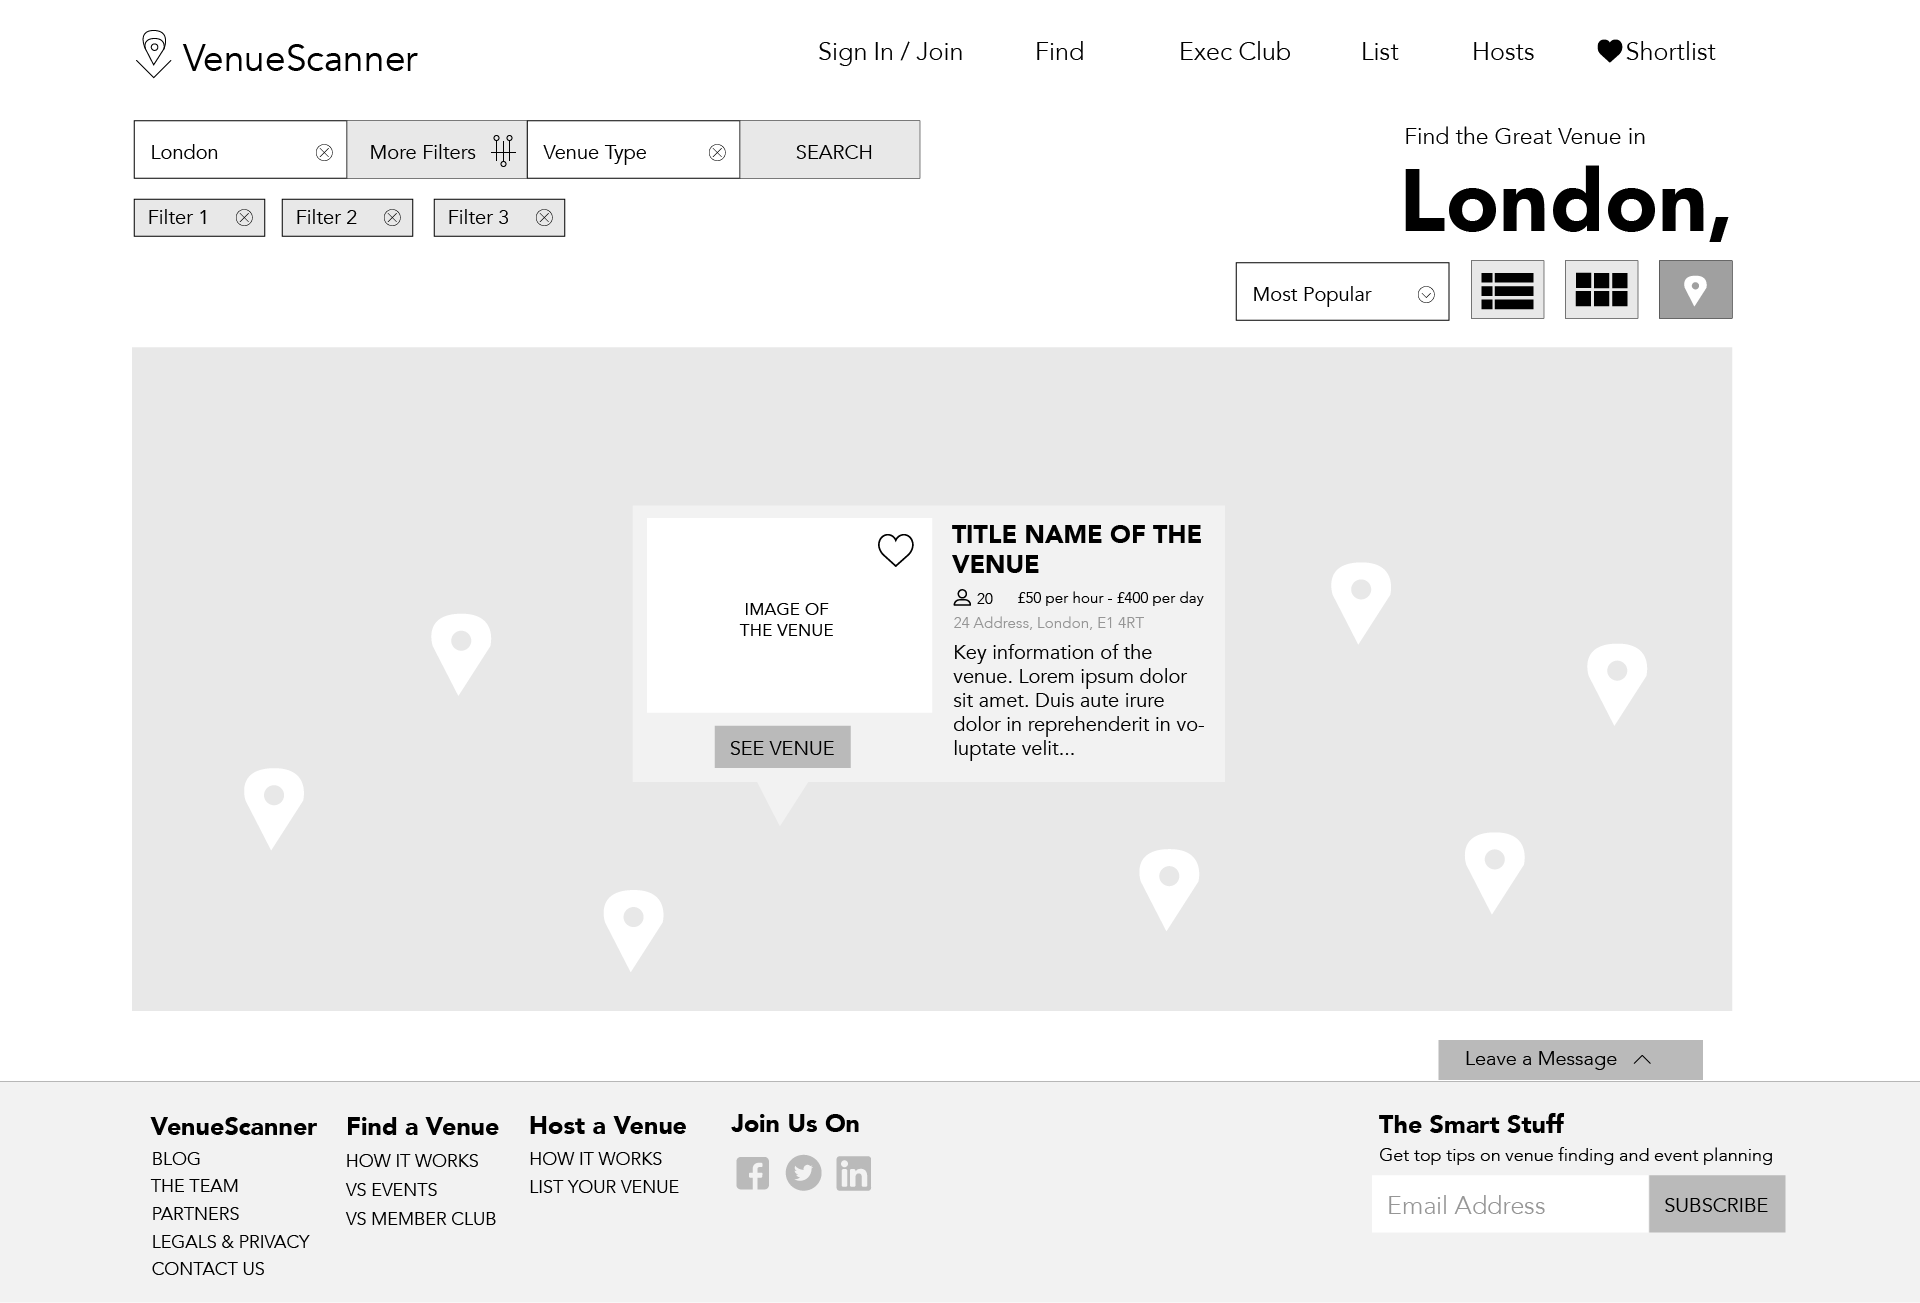 VenueScanner
Sign In / Join
Find
Exec Club
List
Hosts
Shortlist
London
More Filters
Venue Type
SEARCH
Filter 1
Filter 2
Filter 3
Find the Great Venue in
London,
Most Popular
IMAGE OF
THE VENUE
SEE VENUE
TITLE NAME OF THE
VENUE
20
£50 per hour - £400 per day
24 Address, London, E1 4RT
Key information of the
venue. Lorem ipsum dolor
sit amet. Duis aute irure
dolor in reprehenderit in vo-
luptate velit...
Leave a Message
VenueScanner
BLOG
THE TEAM
PARTNERS
LEGALS & PRIVACY
CONTACT US
Find a Venue
HOW IT WORKS
VS EVENTS
VS MEMBER CLUB
Host a Venue
HOW IT WORKS
LIST YOUR VENUE
Join Us On
The Smart Stuff
Get top tips on venue finding and event planning
Email Address
SUBSCRIBE